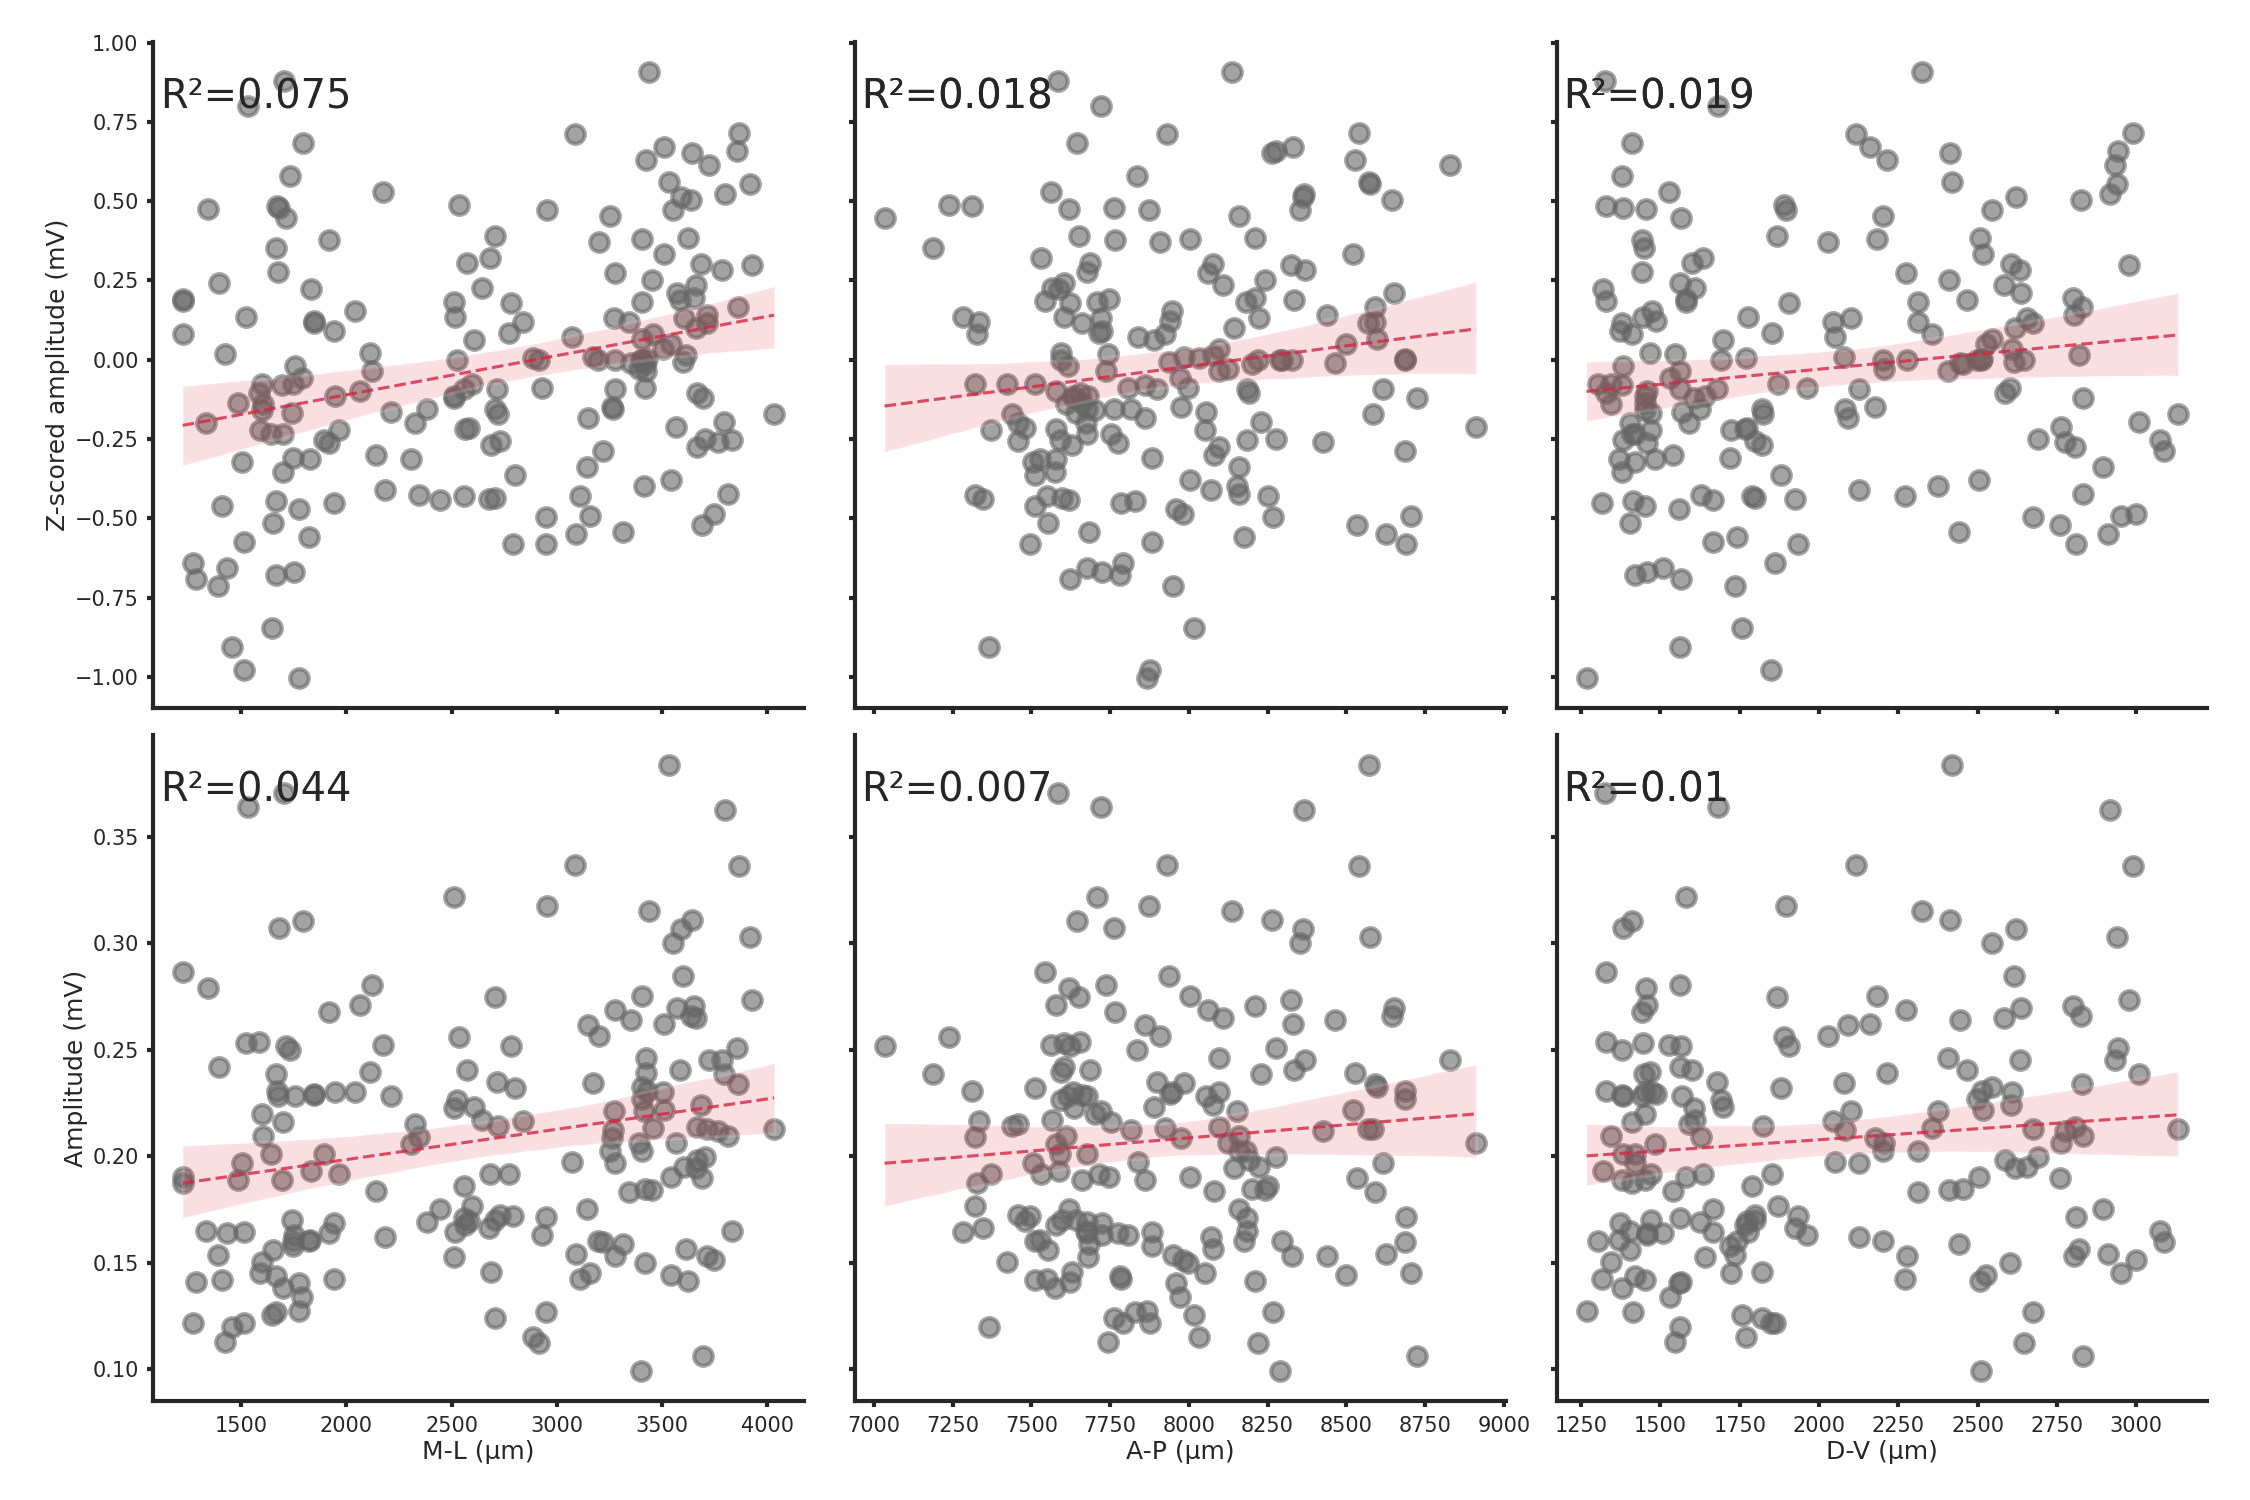 1.00
0.75
0.50
0.25
0.00
−0.25
−0.50
−0.75
−1.00
Z-scored amplitude (mV)
R²=0.075
R²=0.018
R²=0.019
0.35
0.30
0.25
0.20
0.15
0.10
Amplitude (mV)
R²=0.044
R²=0.007
R²=0.01
1500 2000 2500 3000 3500 4000
M-L (μm)
7000 7250 7500 7750 8000 8250 8500 8750 9000
A-P (μm)
1250 1500 1750 2000 2250 2500 2750 3000
D-V (μm)